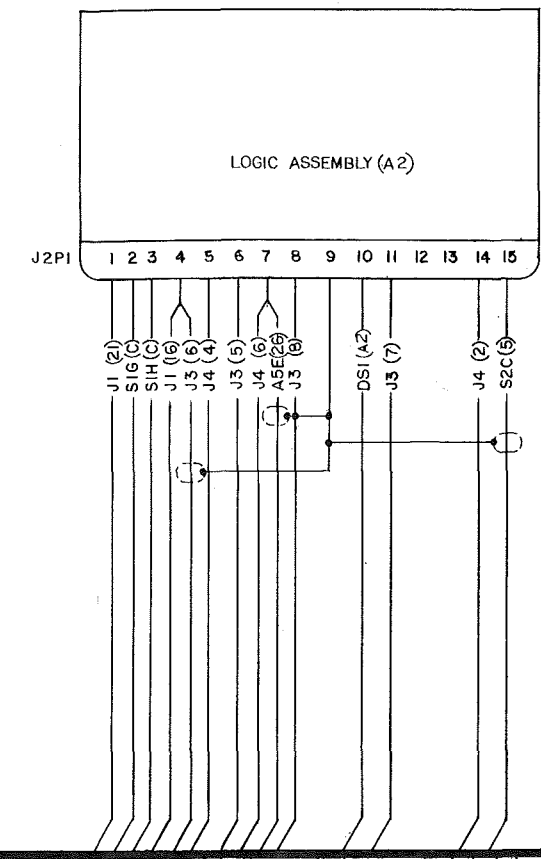 LOGIC ASSEMBLY (A2)
J2P1 1 2 3 4 5 6 7 8 9 10 11 12 13 14 15
J1 (21)
S1G (C)
S1H (C)
J1 (16)
J3 (6)
J4 (4)
J3 (5)
J4 (6)
A5E (26)
J3 (8)
DS1 (A2)
J3 (7)
J4 (2)
S2C (5)